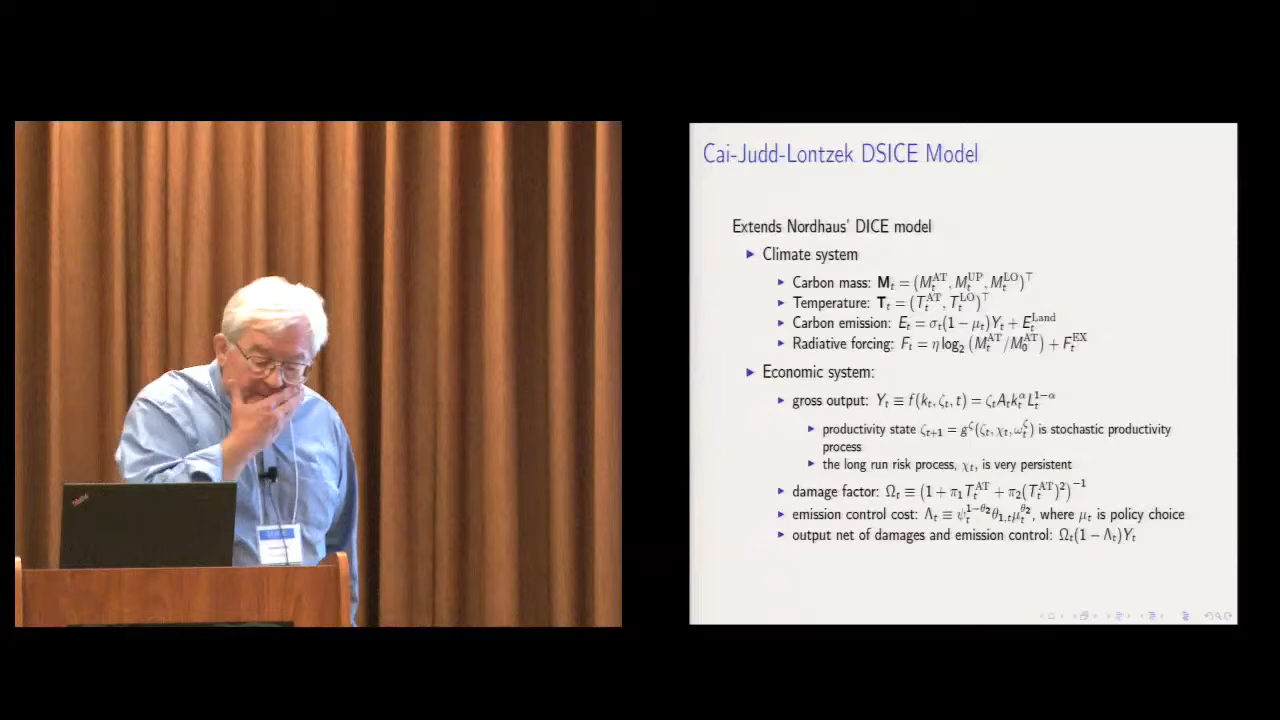 Cai-Judd-Lontzek DSICE Model
Extends Nordhaus' DICE model
▶ Climate system
▶ Carbon mass: M_t = (M_t^AT, M_t^UP, M_t^LO)^⊤
▶ Temperature: T_t = (T_t^AT, T_t^LO)^⊤
▶ Carbon emission: E_t = σ_t(1 − μ_t)Y_t + E_t^Land
▶ Radiative forcing: F_t = η log_2 (M_t^AT/M_0^AT) + F_t^EX
▶ Economic system:
▶ gross output: Y_t ≡ f(k_t, ζ_t, t) = ζ_t A_t k_t^α L_t^{1−α}
▶ productivity state ζ_{t+1} = g^ζ(ζ_t, χ_t, ω_t^ζ) is stochastic productivity
process
▶ the long run risk process, χ_t, is very persistent
▶ damage factor: Ω_t ≡ (1 + π_1 T_t^AT + π_2(T_t^AT)^2)^{−1}
▶ emission control cost: Λ_t ≡ ψ_t^{1−θ_2} θ_{1,t} μ_t^{θ_2}, where μ_t is policy choice
▶ output net of damages and emission control: Ω_t(1 − Λ_t)Y_t